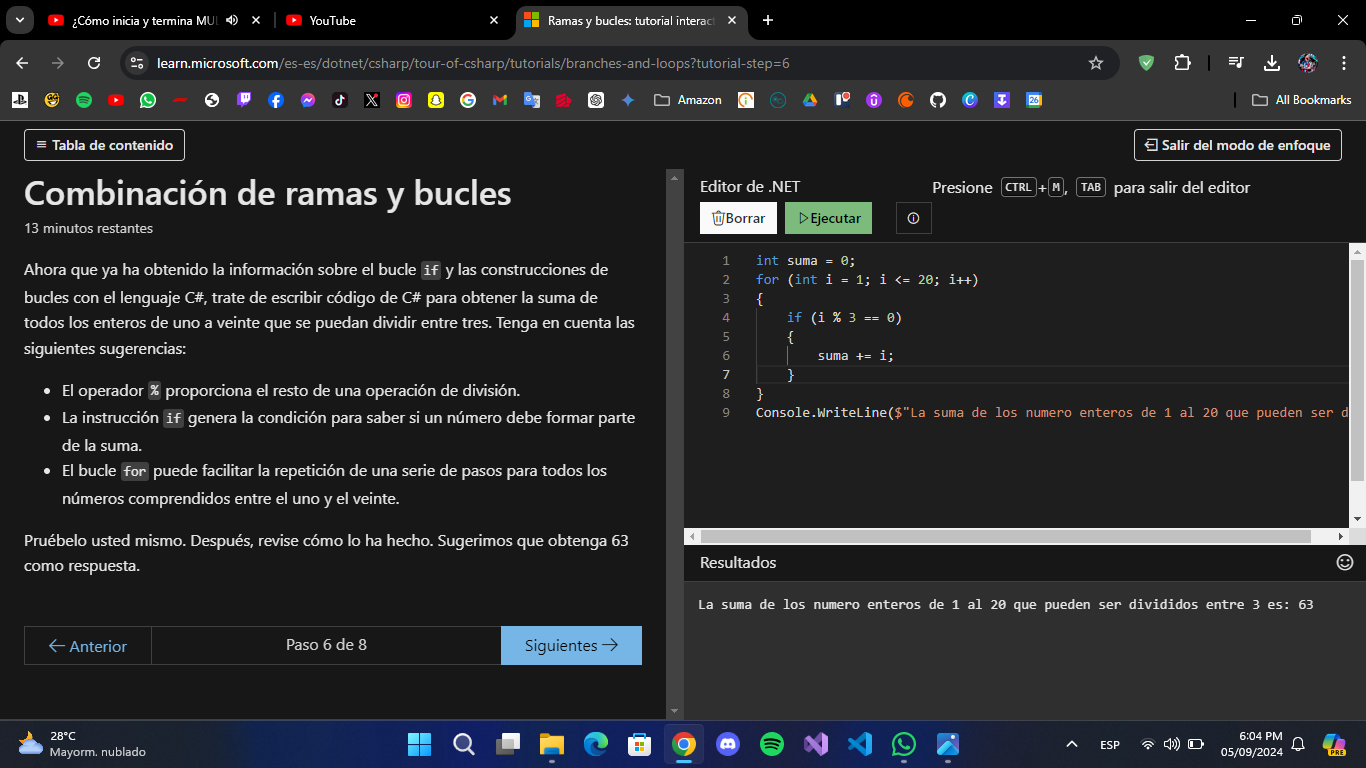 ¿Cómo inicia y termina MUL
YouTube
Ramas y bucles: tutorial interact
learn.microsoft.com/es-es/dotnet/csharp/tour-of-csharp/tutorials/branches-and-loops?tutorial-step=6
Amazon
All Bookmarks
Tabla de contenido
Salir del modo de enfoque
Combinación de ramas y bucles
13 minutos restantes
Ahora que ya ha obtenido la información sobre el bucle if y las construcciones de
bucles con el lenguaje C#, trate de escribir código de C# para obtener la suma de
todos los enteros de uno a veinte que se puedan dividir entre tres. Tenga en cuenta las
siguientes sugerencias:
• El operador % proporciona el resto de una operación de división.
• La instrucción if genera la condición para saber si un número debe formar parte
de la suma.
• El bucle for puede facilitar la repetición de una serie de pasos para todos los
números comprendidos entre el uno y el veinte.
Pruébelo usted mismo. Después, revise cómo lo ha hecho. Sugerimos que obtenga 63
como respuesta.
Anterior
Paso 6 de 8
Siguientes
Editor de .NET
Presione CTRL+M, TAB para salir del editor
Borrar
Ejecutar
1 int suma = 0;
2 for (int i = 1; i <= 20; i++)
3 {
4 if (i % 3 == 0)
5 {
6 suma += i;
7 }
8 }
9 Console.WriteLine($"La suma de los numero enteros de 1 al 20 que pueden ser d
Resultados
La suma de los numero enteros de 1 al 20 que pueden ser divididos entre 3 es: 63
28°C
Mayorm. nublado
ESP
6:04 PM
05/09/2024
PRE